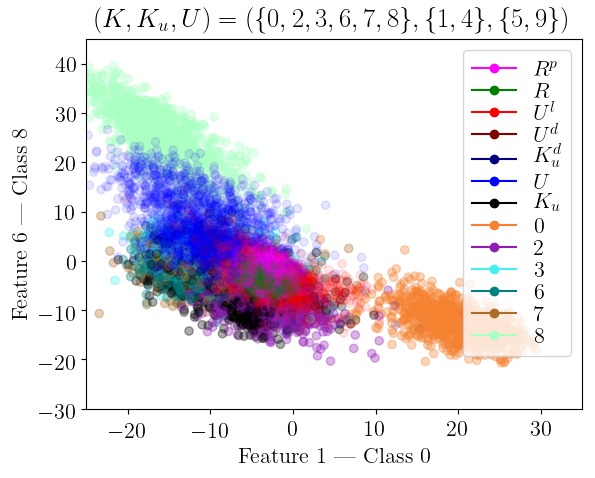 (K, K_u, U) = ({0, 2, 3, 6, 7, 8}, {1, 4}, {5, 9})
Feature 6 — Class 8
40
30
20
10
0
−10
−20
−30
−20
−10
0
10
20
30
Feature 1 — Class 0
R^p
R
U^l
U^d
K_u^d
U
K_u
0
2
3
6
7
8